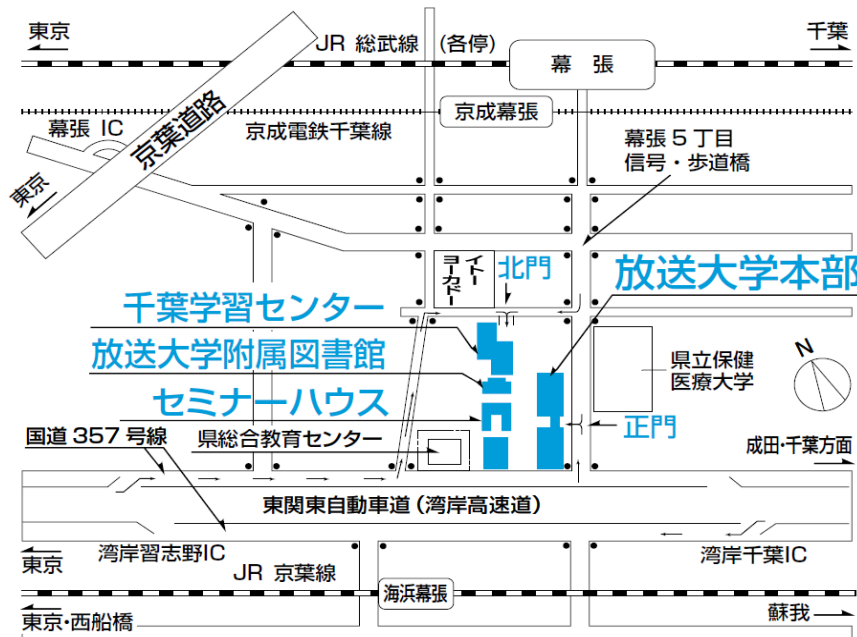 東京
JR 総武線 (各停)
幕 張
千葉
幕張 IC
京葉道路
京成電鉄千葉線
京成幕張
幕張5丁目
信号・歩道橋
東京
イトー
ヨーカドー
北門
放送大学本部
千葉学習センター
放送大学附属図書館
セミナーハウス
県立保健
医療大学
N
国道357号線
県総合教育センター
正門
成田・千葉方面
東関東自動車道(湾岸高速道)
東京
湾岸習志野IC
湾岸千葉IC
JR 京葉線
海浜幕張
東京・西船橋
蘇我